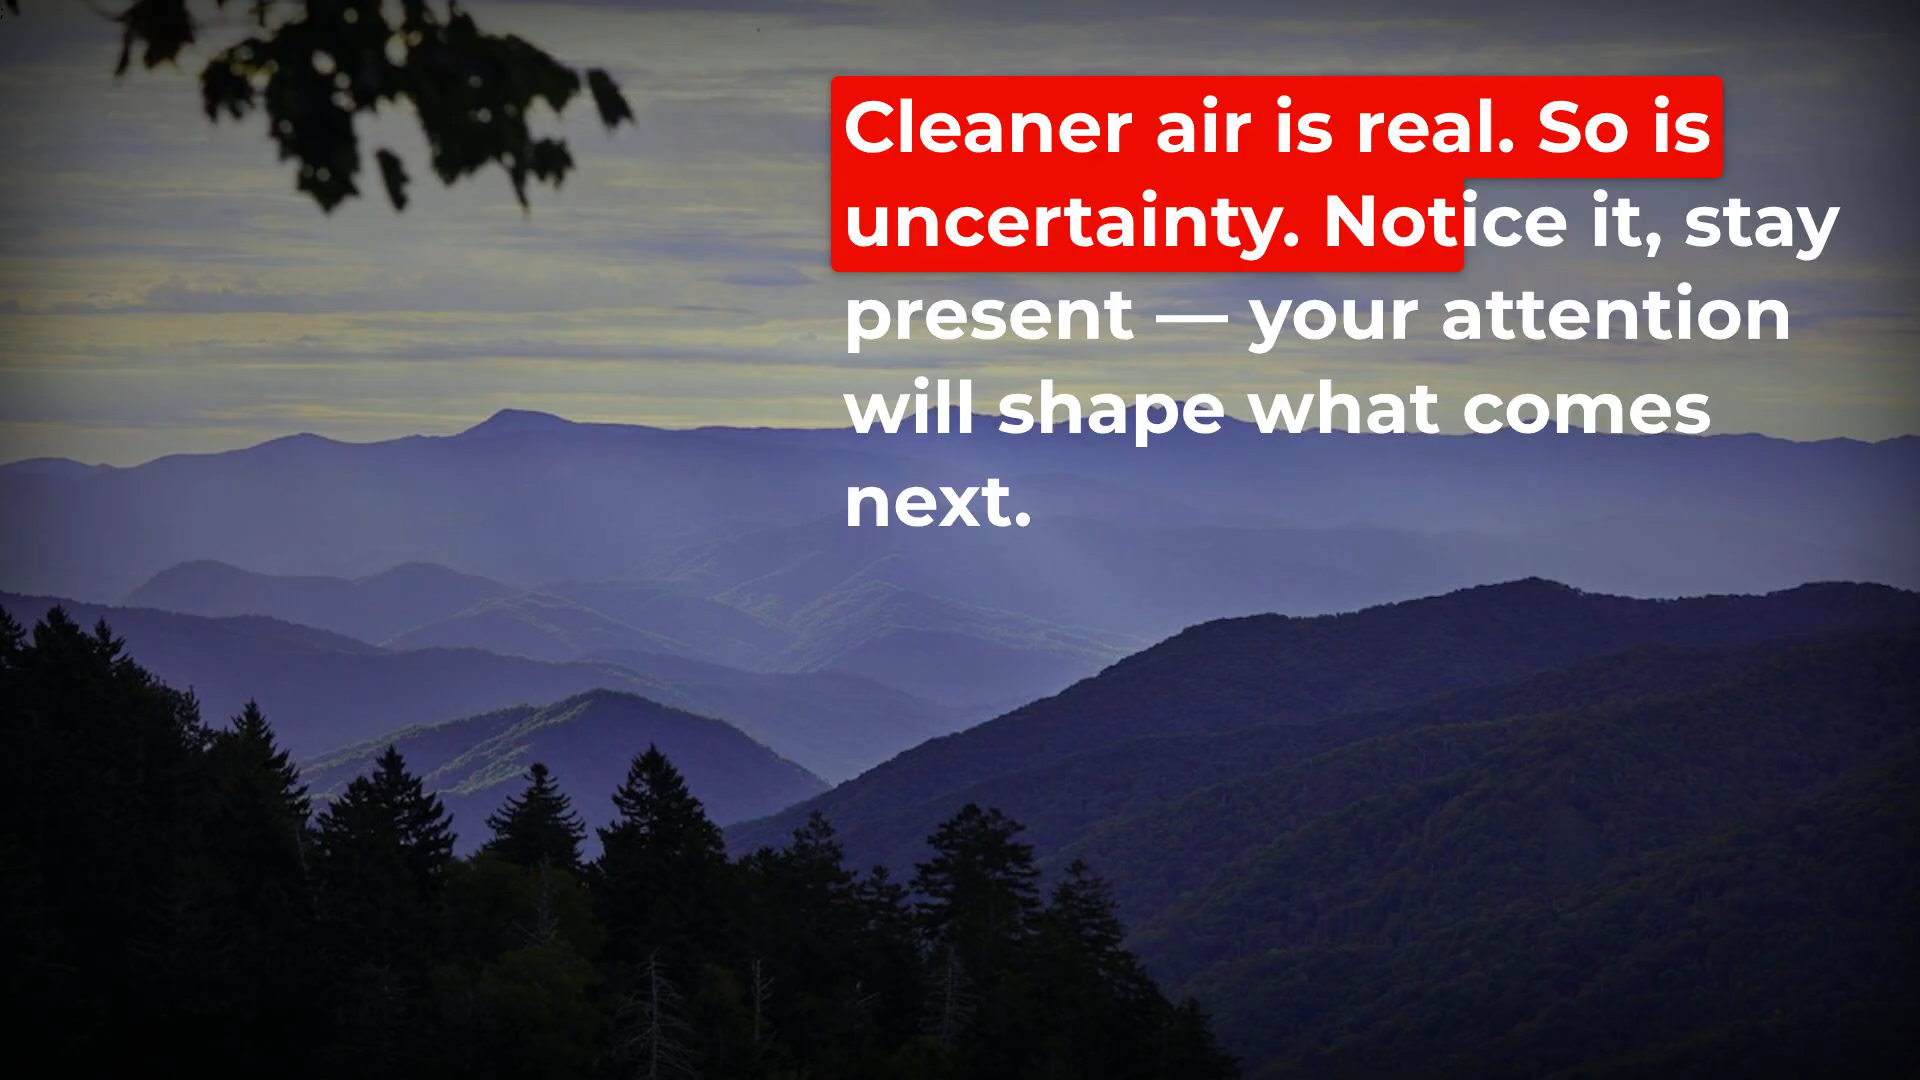 Cleaner air is real. So is
uncertainty. Notice it, stay
present — your attention
will shape what comes
next.